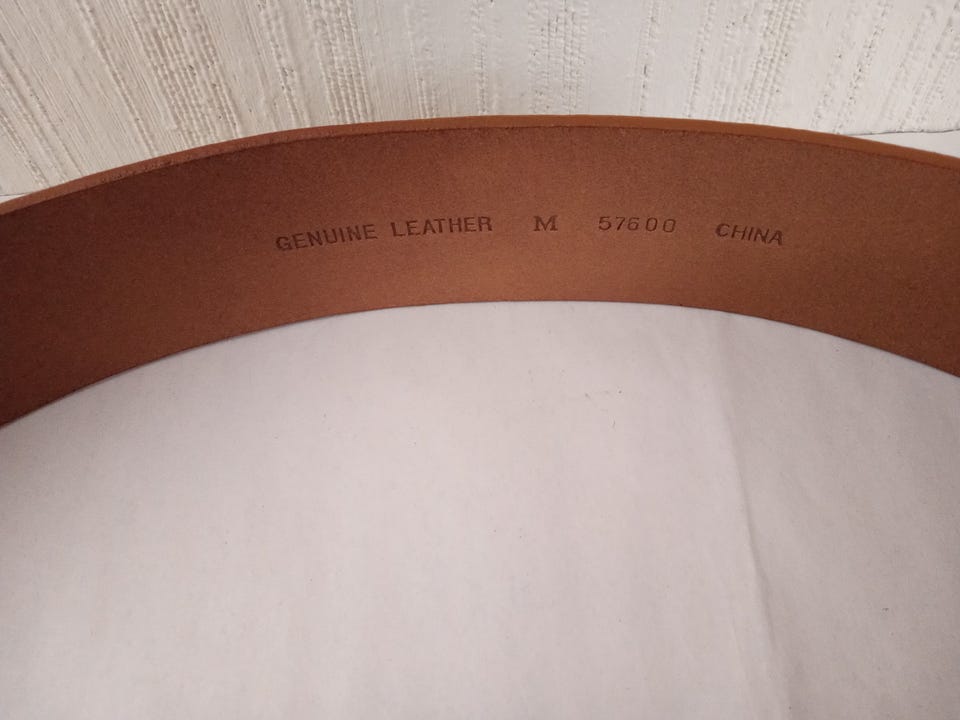 GENUINE LEATHER M 57600 CHINA